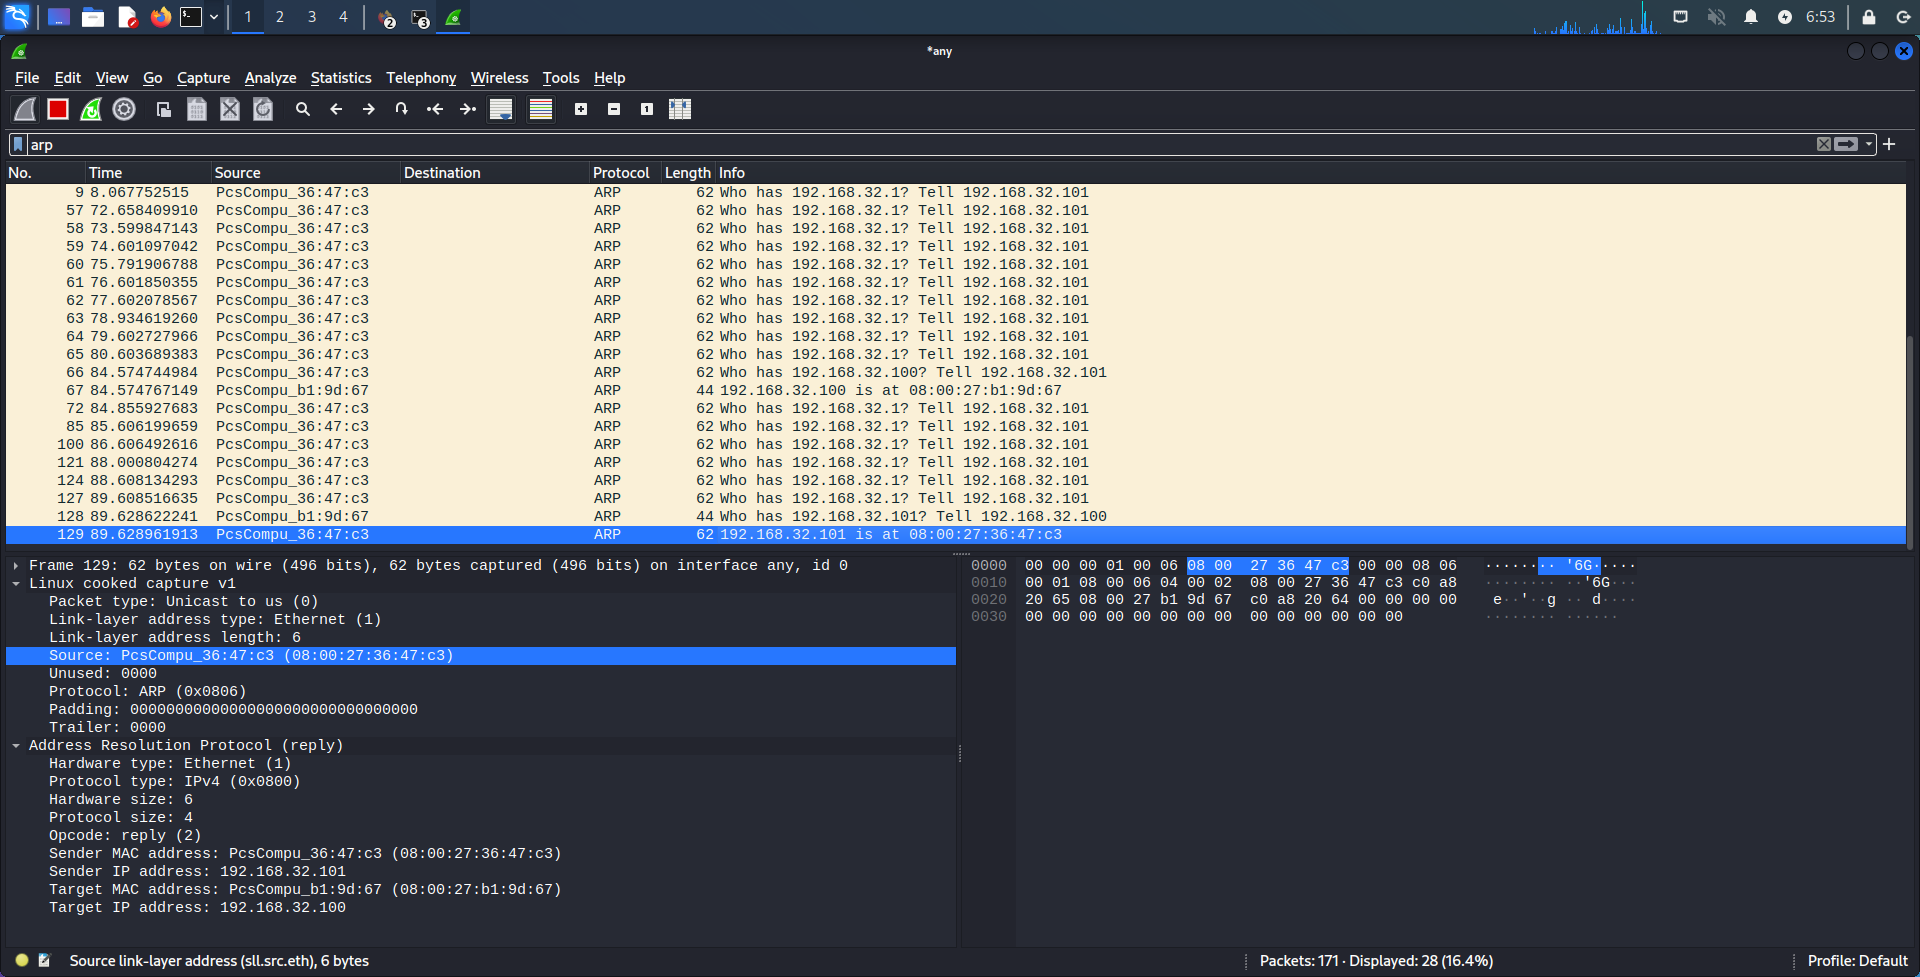 1 2 3 4 2 3 6:53
*any
File Edit View Go Capture Analyze Statistics Telephony Wireless Tools Help
arp
No. Time Source Destination Protocol Length Info
9 8.067752515 PcsCompu_36:47:c3 ARP 62 Who has 192.168.32.1? Tell 192.168.32.101
57 72.658409910 PcsCompu_36:47:c3 ARP 62 Who has 192.168.32.1? Tell 192.168.32.101
58 73.599847143 PcsCompu_36:47:c3 ARP 62 Who has 192.168.32.1? Tell 192.168.32.101
59 74.601097042 PcsCompu_36:47:c3 ARP 62 Who has 192.168.32.1? Tell 192.168.32.101
60 75.791906788 PcsCompu_36:47:c3 ARP 62 Who has 192.168.32.1? Tell 192.168.32.101
61 76.601850355 PcsCompu_36:47:c3 ARP 62 Who has 192.168.32.1? Tell 192.168.32.101
62 77.602078567 PcsCompu_36:47:c3 ARP 62 Who has 192.168.32.1? Tell 192.168.32.101
63 78.934619260 PcsCompu_36:47:c3 ARP 62 Who has 192.168.32.1? Tell 192.168.32.101
64 79.602727966 PcsCompu_36:47:c3 ARP 62 Who has 192.168.32.1? Tell 192.168.32.101
65 80.603689383 PcsCompu_36:47:c3 ARP 62 Who has 192.168.32.1? Tell 192.168.32.101
66 84.574744984 PcsCompu_36:47:c3 ARP 62 Who has 192.168.32.100? Tell 192.168.32.101
67 84.574767149 PcsCompu_b1:9d:67 ARP 44 192.168.32.100 is at 08:00:27:b1:9d:67
72 84.855927683 PcsCompu_36:47:c3 ARP 62 Who has 192.168.32.1? Tell 192.168.32.101
85 85.606199659 PcsCompu_36:47:c3 ARP 62 Who has 192.168.32.1? Tell 192.168.32.101
100 86.606492616 PcsCompu_36:47:c3 ARP 62 Who has 192.168.32.1? Tell 192.168.32.101
121 88.000804274 PcsCompu_36:47:c3 ARP 62 Who has 192.168.32.1? Tell 192.168.32.101
124 88.608134293 PcsCompu_36:47:c3 ARP 62 Who has 192.168.32.1? Tell 192.168.32.101
127 89.608516635 PcsCompu_36:47:c3 ARP 62 Who has 192.168.32.1? Tell 192.168.32.101
128 89.628622241 PcsCompu_b1:9d:67 ARP 44 Who has 192.168.32.101? Tell 192.168.32.100
129 89.628961913 PcsCompu_36:47:c3 ARP 62 192.168.32.101 is at 08:00:27:36:47:c3
Frame 129: 62 bytes on wire (496 bits), 62 bytes captured (496 bits) on interface any, id 0
Linux cooked capture v1
Packet type: Unicast to us (0)
Link-layer address type: Ethernet (1)
Link-layer address length: 6
Source: PcsCompu_36:47:c3 (08:00:27:36:47:c3)
Unused: 0000
Protocol: ARP (0x0806)
Padding: 00000000000000000000000000000000
Trailer: 0000
Address Resolution Protocol (reply)
Hardware type: Ethernet (1)
Protocol type: IPv4 (0x0800)
Hardware size: 6
Protocol size: 4
Opcode: reply (2)
Sender MAC address: PcsCompu_36:47:c3 (08:00:27:36:47:c3)
Sender IP address: 192.168.32.101
Target MAC address: PcsCompu_b1:9d:67 (08:00:27:b1:9d:67)
Target IP address: 192.168.32.100
0000 00 00 00 01 00 06 08 00 27 36 47 c3 00 00 08 06 ········ '6G·····
0010 00 01 08 00 06 04 00 02 08 00 27 36 47 c3 c0 a8 ········ ··'6G···
0020 20 65 08 00 27 b1 9d 67 c0 a8 20 64 00 00 00 00 e··'··g ·· d····
0030 00 00 00 00 00 00 00 00 00 00 00 00 00 00 ········ ······
Source link-layer address (sll.src.eth), 6 bytes
Packets: 171 · Displayed: 28 (16.4%)
Profile: Default